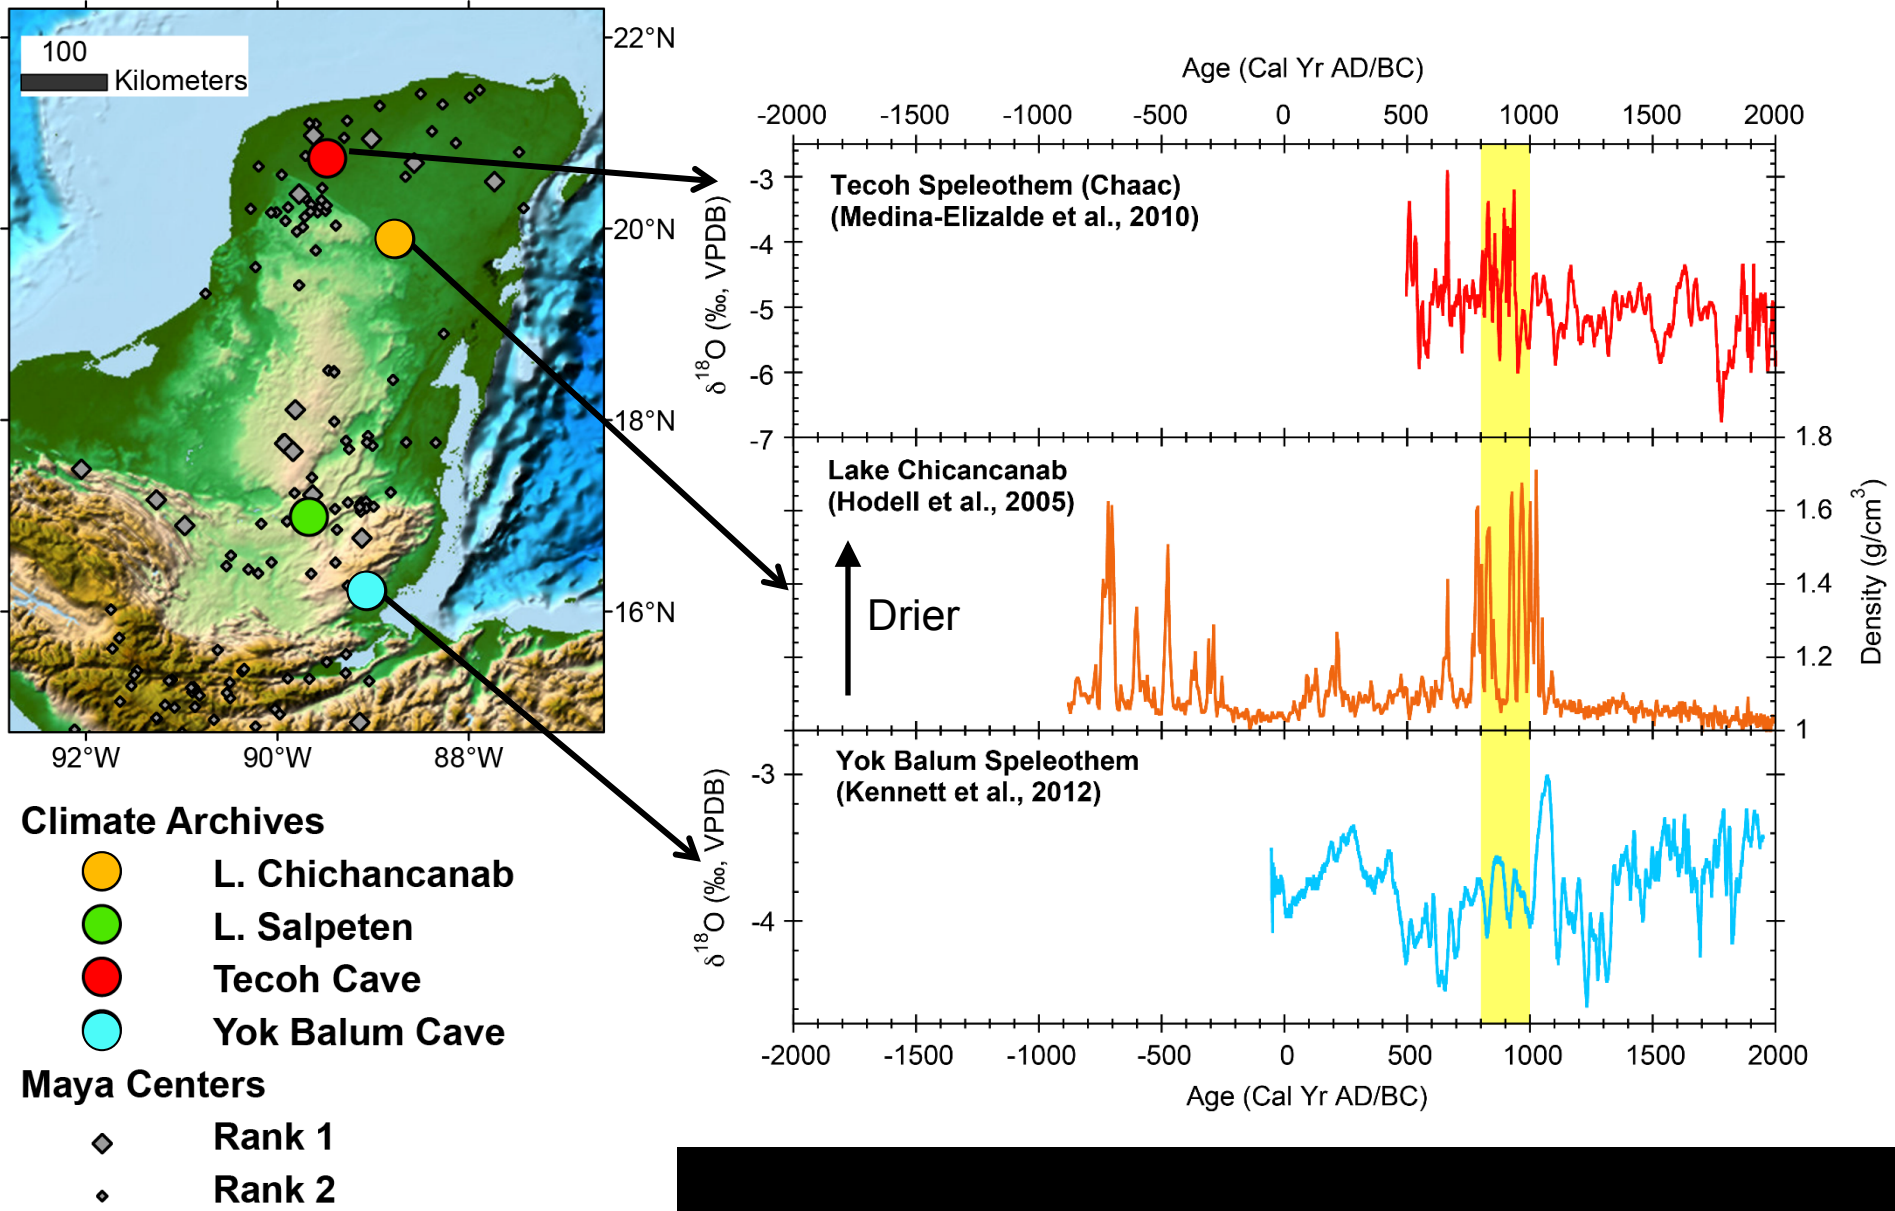 100
Kilometers
22°N
20°N
18°N
16°N
92°W
90°W
88°W
Climate Archives
L. Chichancanab
L. Salpeten
Tecoh Cave
Yok Balum Cave
Maya Centers
Rank 1
Rank 2
Age (Cal Yr AD/BC)
-2000 -1500 -1000 -500 0 500 1000 1500 2000
Tecoh Speleothem (Chaac)
(Medina-Elizalde et al., 2010)
-3
-4
-5
-6
-7
δ18O (‰, VPDB)
Lake Chicancanab
(Hodell et al., 2005)
Drier
1.8
1.6
1.4
1.2
1
Density (g/cm3)
Yok Balum Speleothem
(Kennett et al., 2012)
-3
-4
δ18O (‰, VPDB)
-2000 -1500 -1000 -500 0 500 1000 1500 2000
Age (Cal Yr AD/BC)